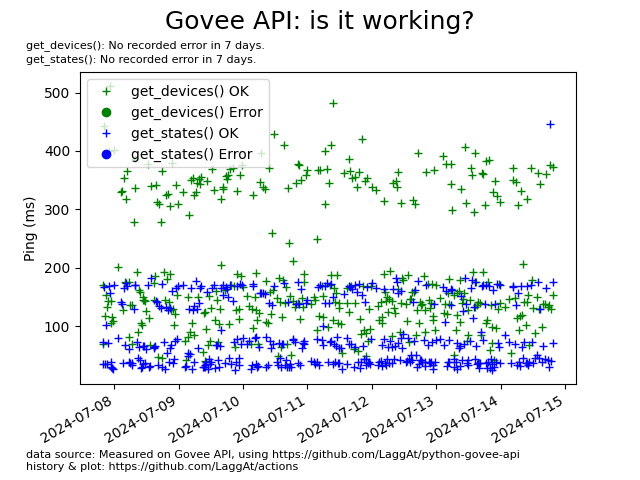 Govee API: is it working?
get_devices(): No recorded error in 7 days.
get_states(): No recorded error in 7 days.
get_devices() OK
get_devices() Error
get_states() OK
get_states() Error
Ping (ms)
500
400
300
200
100
2024-07-08
2024-07-09
2024-07-10
2024-07-11
2024-07-12
2024-07-13
2024-07-14
2024-07-15
data source: Measured on Govee API, using https://github.com/LaggAt/python-govee-api
history & plot: https://github.com/LaggAt/actions